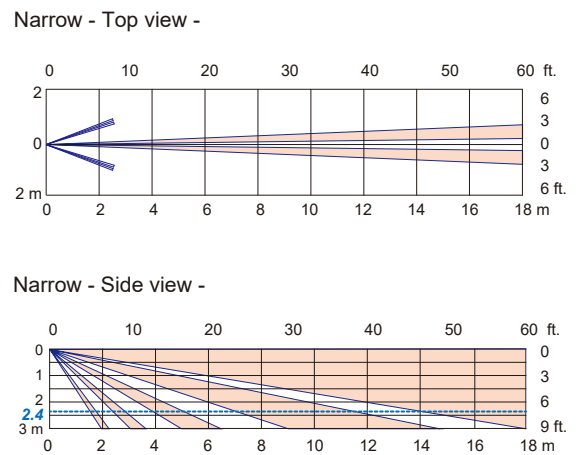 Narrow - Top view -
0 10 20 30 40 50 60 ft.
2 6
3
0 0
3
2 m 6 ft.
0 2 4 6 8 10 12 14 16 18 m
Narrow - Side view -
0 10 20 30 40 50 60 ft.
0 0
1 3
2 6
2.4
3 m 9 ft.
0 2 4 6 8 10 12 14 16 18 m